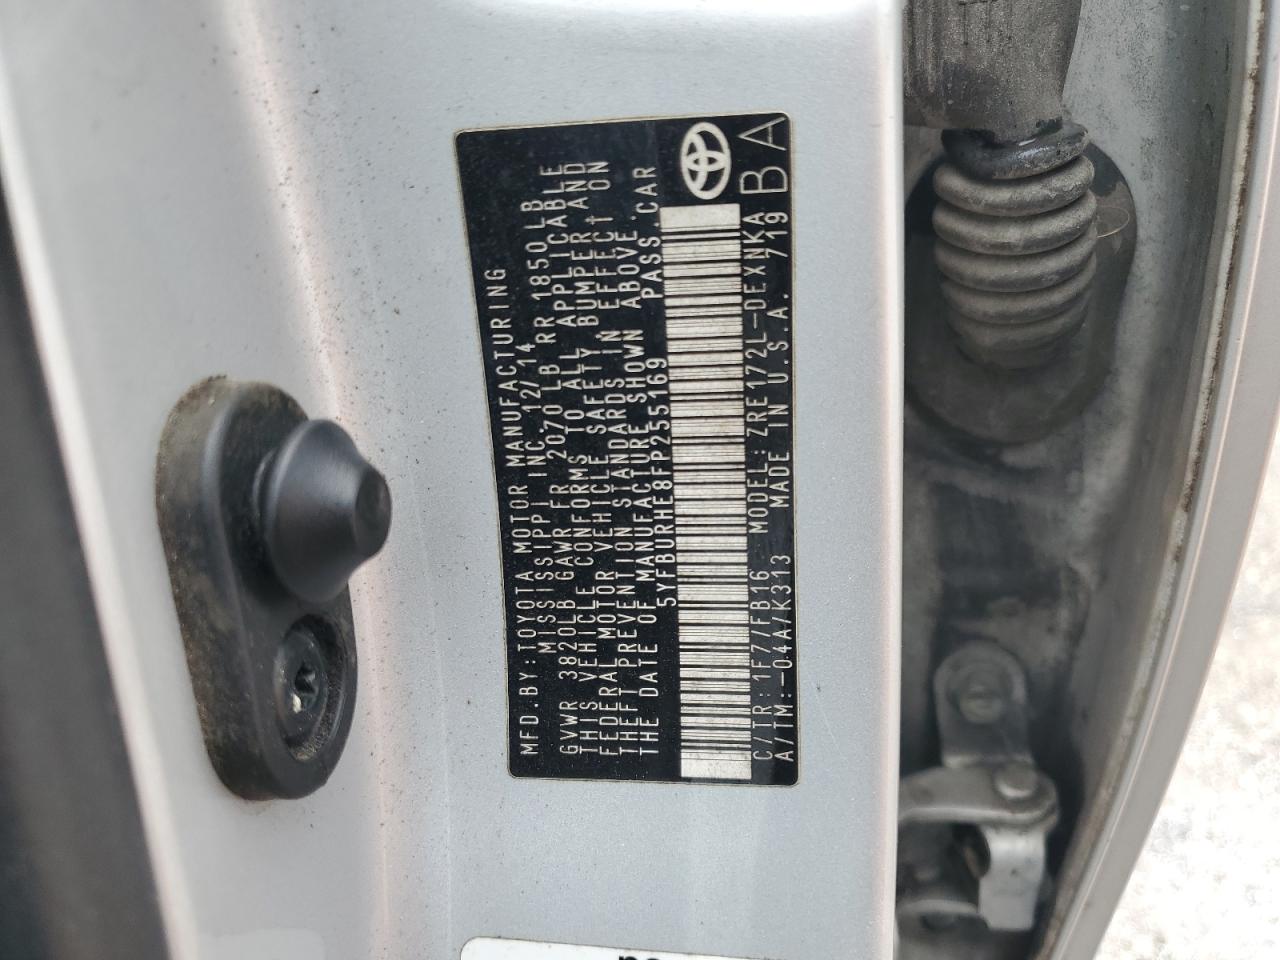 MFD.BY:TOYOTA MOTOR MANUFACTURING
MISSISSIPPI INC. 12/14
GVWR 3820LB GAWR FR 2070LB RR 1850LB
THIS VEHICLE CONFORMS TO ALL APPLICABLE
FEDERAL MOTOR VEHICLE SAFETY, BUMPER AND
THEFT PREVENTION STANDARDS IN EFFECT ON
THE DATE OF MANUFACTURE SHOWN ABOVE.
5YFBURHE8FP255169 PASS.CAR
C/TR:1F7/FB16 MODEL:ZRE172L-DEXNKA
A/TM:-04A/K313 MADE IN U.S.A. 719
BA